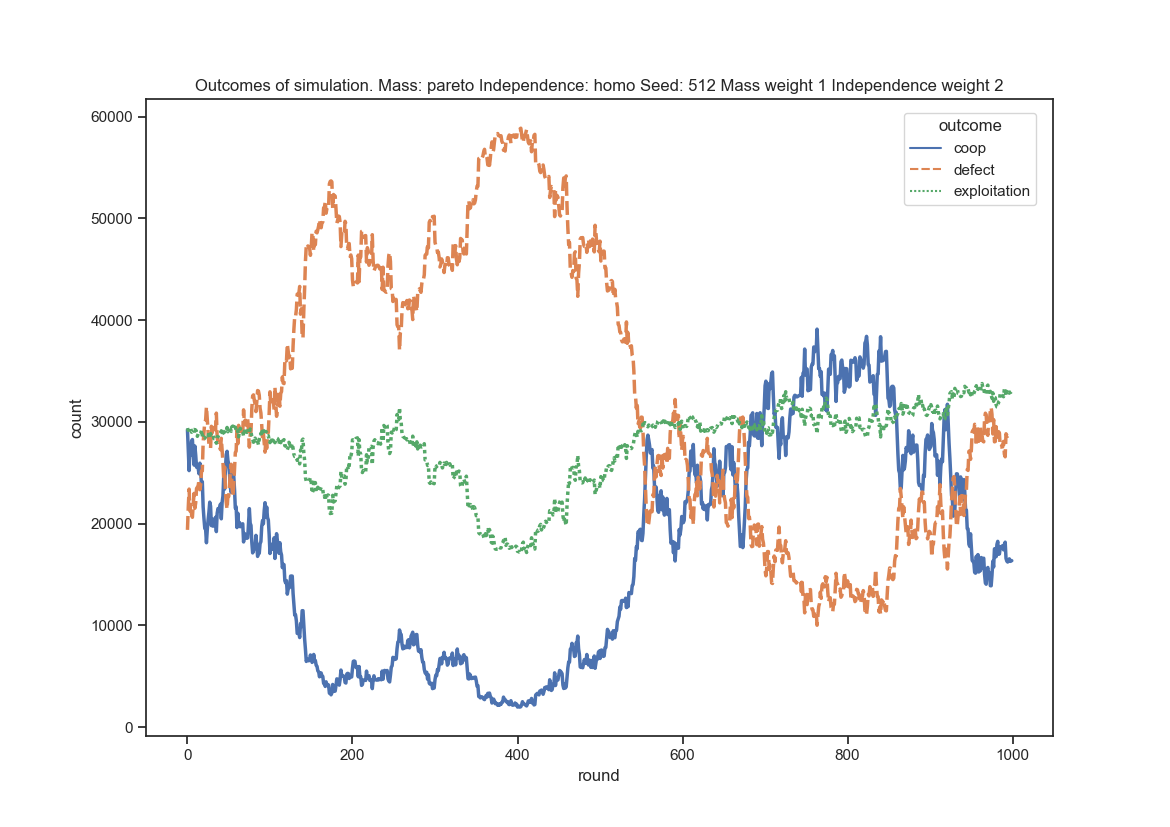 Outcomes of simulation. Mass: pareto Independence: homo Seed: 512 Mass weight 1 Independence weight 2
outcome
coop
defect
exploitation
60000
50000
40000
30000
20000
10000
0
count
0 200 400 600 800 1000
round